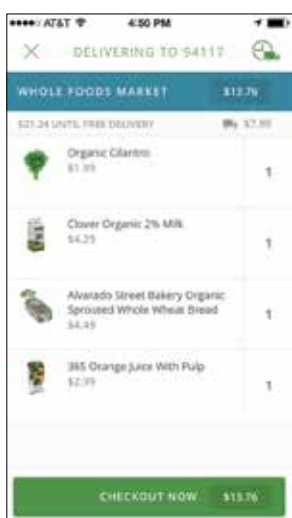 AT&T 4:50 PM
DELIVERING TO 94117
WHOLE FOODS MARKET $13.76
$21.24 UNTIL FREE DELIVERY $7.99
Organic Cilantro
$1.99
1
Clover Organic 2% Milk
$4.29
1
Alvarado Street Bakery Organic
Sprouted Whole Wheat Bread
$4.49
1
365 Orange Juice With Pulp
$2.99
1
CHECKOUT NOW $13.76